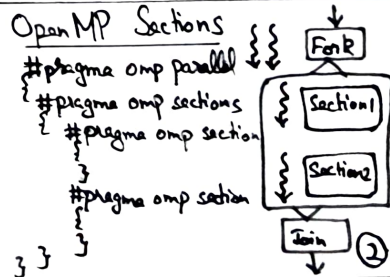 OpenMP Sections
#pragma omp parallel
{
#pragma omp sections
{
#pragma omp section
{
}
#pragma omp section
{
}
}
}
Fork
Section1
Section2
Join
2